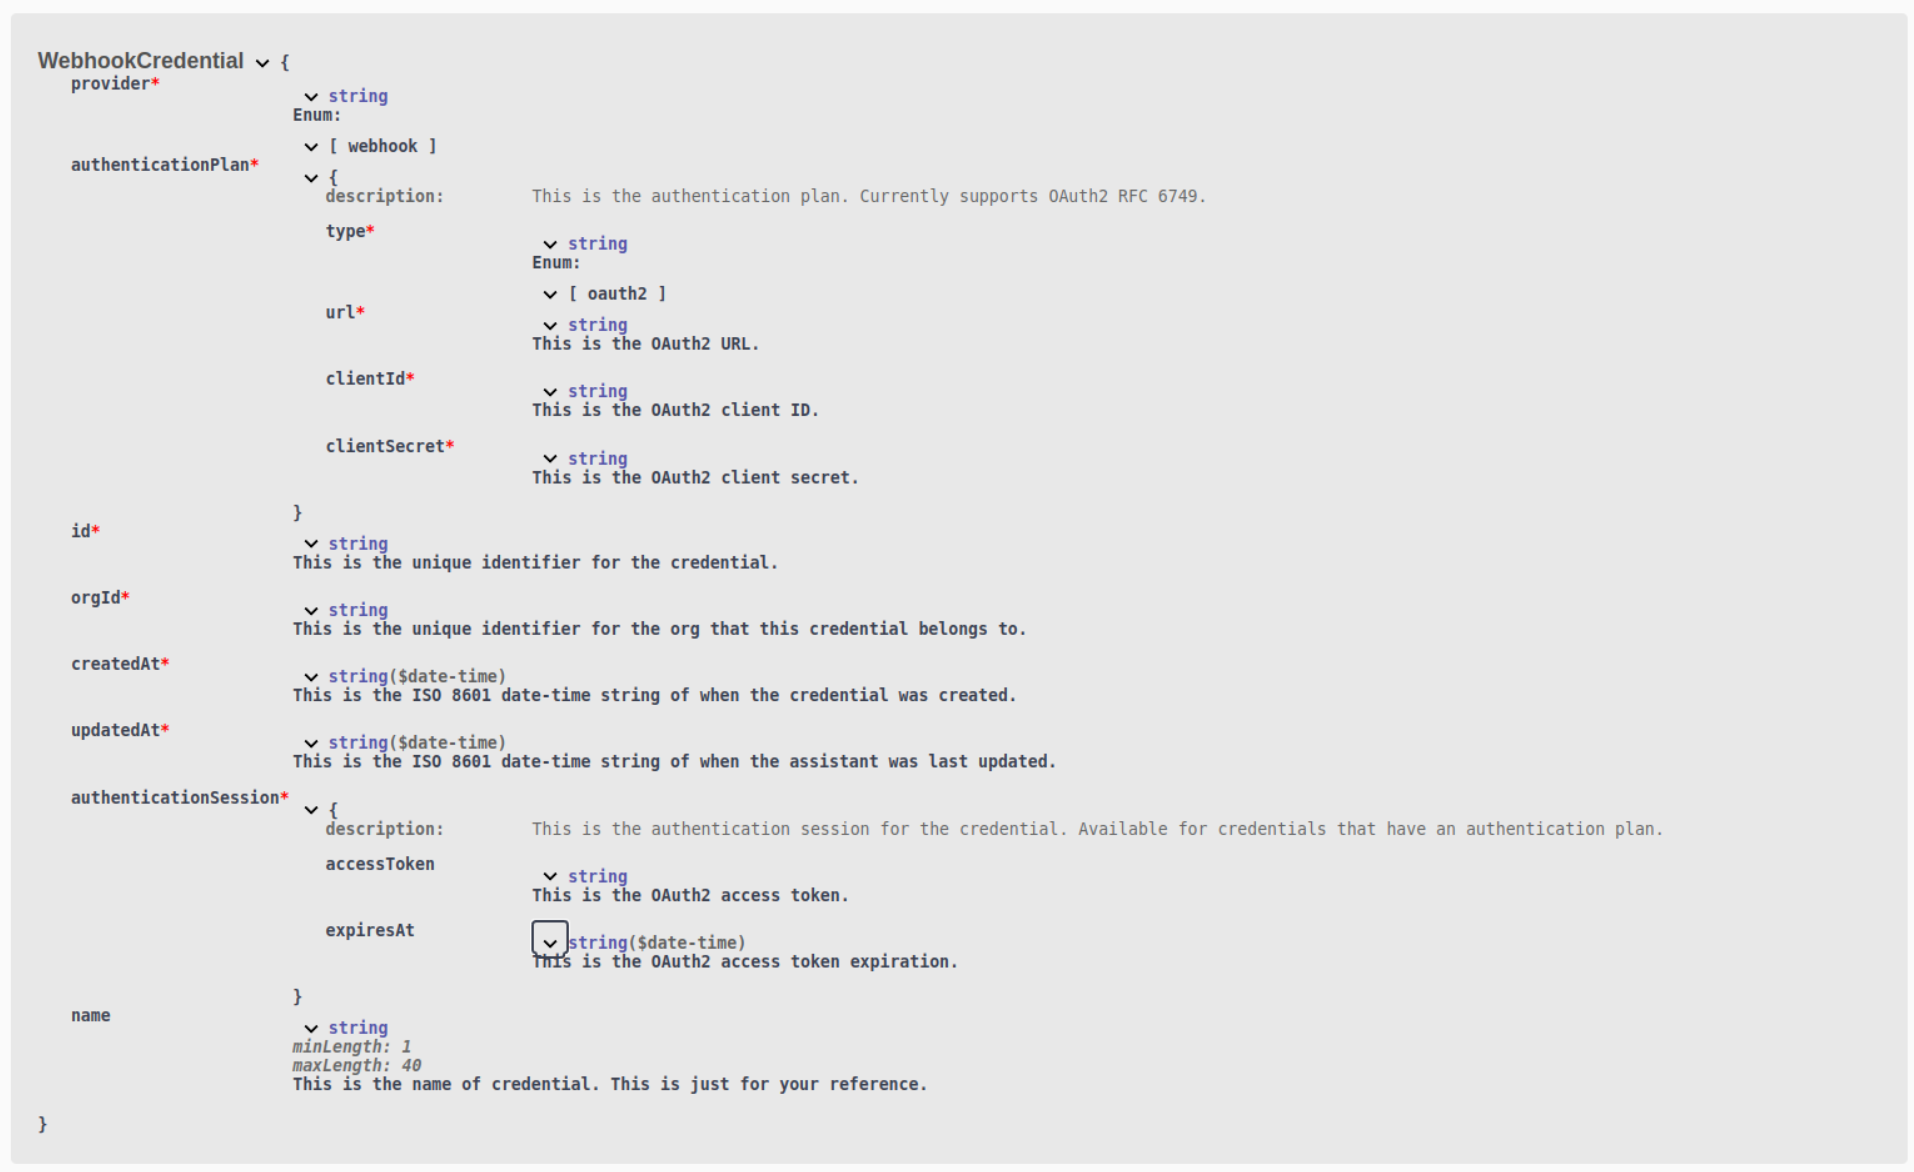 WebhookCredential {
provider*
string
Enum:
[ webhook ]
authenticationPlan*
{
description: This is the authentication plan. Currently supports OAuth2 RFC 6749.
type*
string
Enum:
[ oauth2 ]
url*
string
This is the OAuth2 URL.
clientId*
string
This is the OAuth2 client ID.
clientSecret*
string
This is the OAuth2 client secret.
}
id*
string
This is the unique identifier for the credential.
orgId*
string
This is the unique identifier for the org that this credential belongs to.
createdAt*
string($date-time)
This is the ISO 8601 date-time string of when the credential was created.
updatedAt*
string($date-time)
This is the ISO 8601 date-time string of when the assistant was last updated.
authenticationSession*
{
description: This is the authentication session for the credential. Available for credentials that have an authentication plan.
accessToken
string
This is the OAuth2 access token.
expiresAt
string($date-time)
This is the OAuth2 access token expiration.
}
name
string
minLength: 1
maxLength: 40
This is the name of credential. This is just for your reference.
}